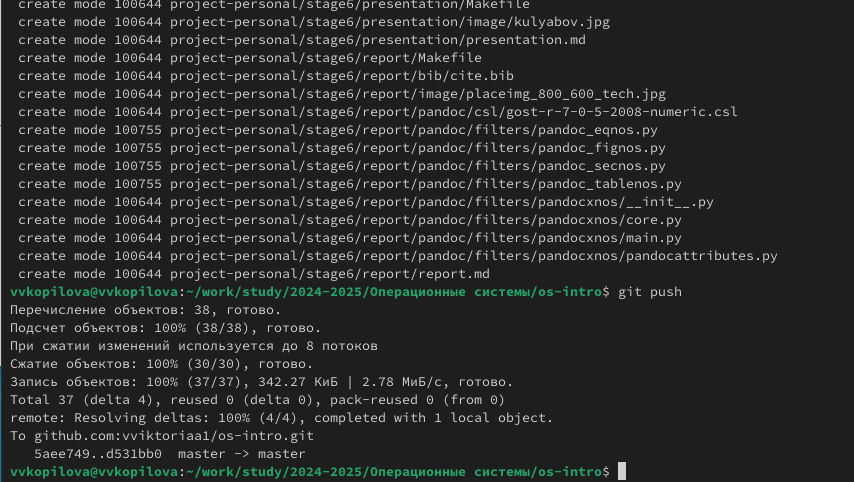 create mode 100644 project-personal/stage6/presentation/Makefile
create mode 100644 project-personal/stage6/presentation/image/kulyabov.jpg
create mode 100644 project-personal/stage6/presentation/presentation.md
create mode 100644 project-personal/stage6/report/Makefile
create mode 100644 project-personal/stage6/report/bib/cite.bib
create mode 100644 project-personal/stage6/report/image/placeimg_800_600_tech.jpg
create mode 100644 project-personal/stage6/report/pandoc/csl/gost-r-7-0-5-2008-numeric.csl
create mode 100755 project-personal/stage6/report/pandoc/filters/pandoc_eqnos.py
create mode 100755 project-personal/stage6/report/pandoc/filters/pandoc_fignos.py
create mode 100755 project-personal/stage6/report/pandoc/filters/pandoc_secnos.py
create mode 100755 project-personal/stage6/report/pandoc/filters/pandoc_tablenos.py
create mode 100644 project-personal/stage6/report/pandoc/filters/pandocxnos/__init__.py
create mode 100644 project-personal/stage6/report/pandoc/filters/pandocxnos/core.py
create mode 100644 project-personal/stage6/report/pandoc/filters/pandocxnos/main.py
create mode 100644 project-personal/stage6/report/pandoc/filters/pandocxnos/pandocattributes.py
create mode 100644 project-personal/stage6/report/report.md
vvkopilova@vvkopilova:~/work/study/2024-2025/Операционные системы/os-intro$ git push
Перечисление объектов: 38, готово.
Подсчет объектов: 100% (38/38), готово.
При сжатии изменений используется до 8 потоков
Сжатие объектов: 100% (30/30), готово.
Запись объектов: 100% (37/37), 342.27 КиБ | 2.78 МиБ/с, готово.
Total 37 (delta 4), reused 0 (delta 0), pack-reused 0 (from 0)
remote: Resolving deltas: 100% (4/4), completed with 1 local object.
To github.com:vviktoriaa1/os-intro.git
5aee749..d531bb0  master -> master
vvkopilova@vvkopilova:~/work/study/2024-2025/Операционные системы/os-intro$